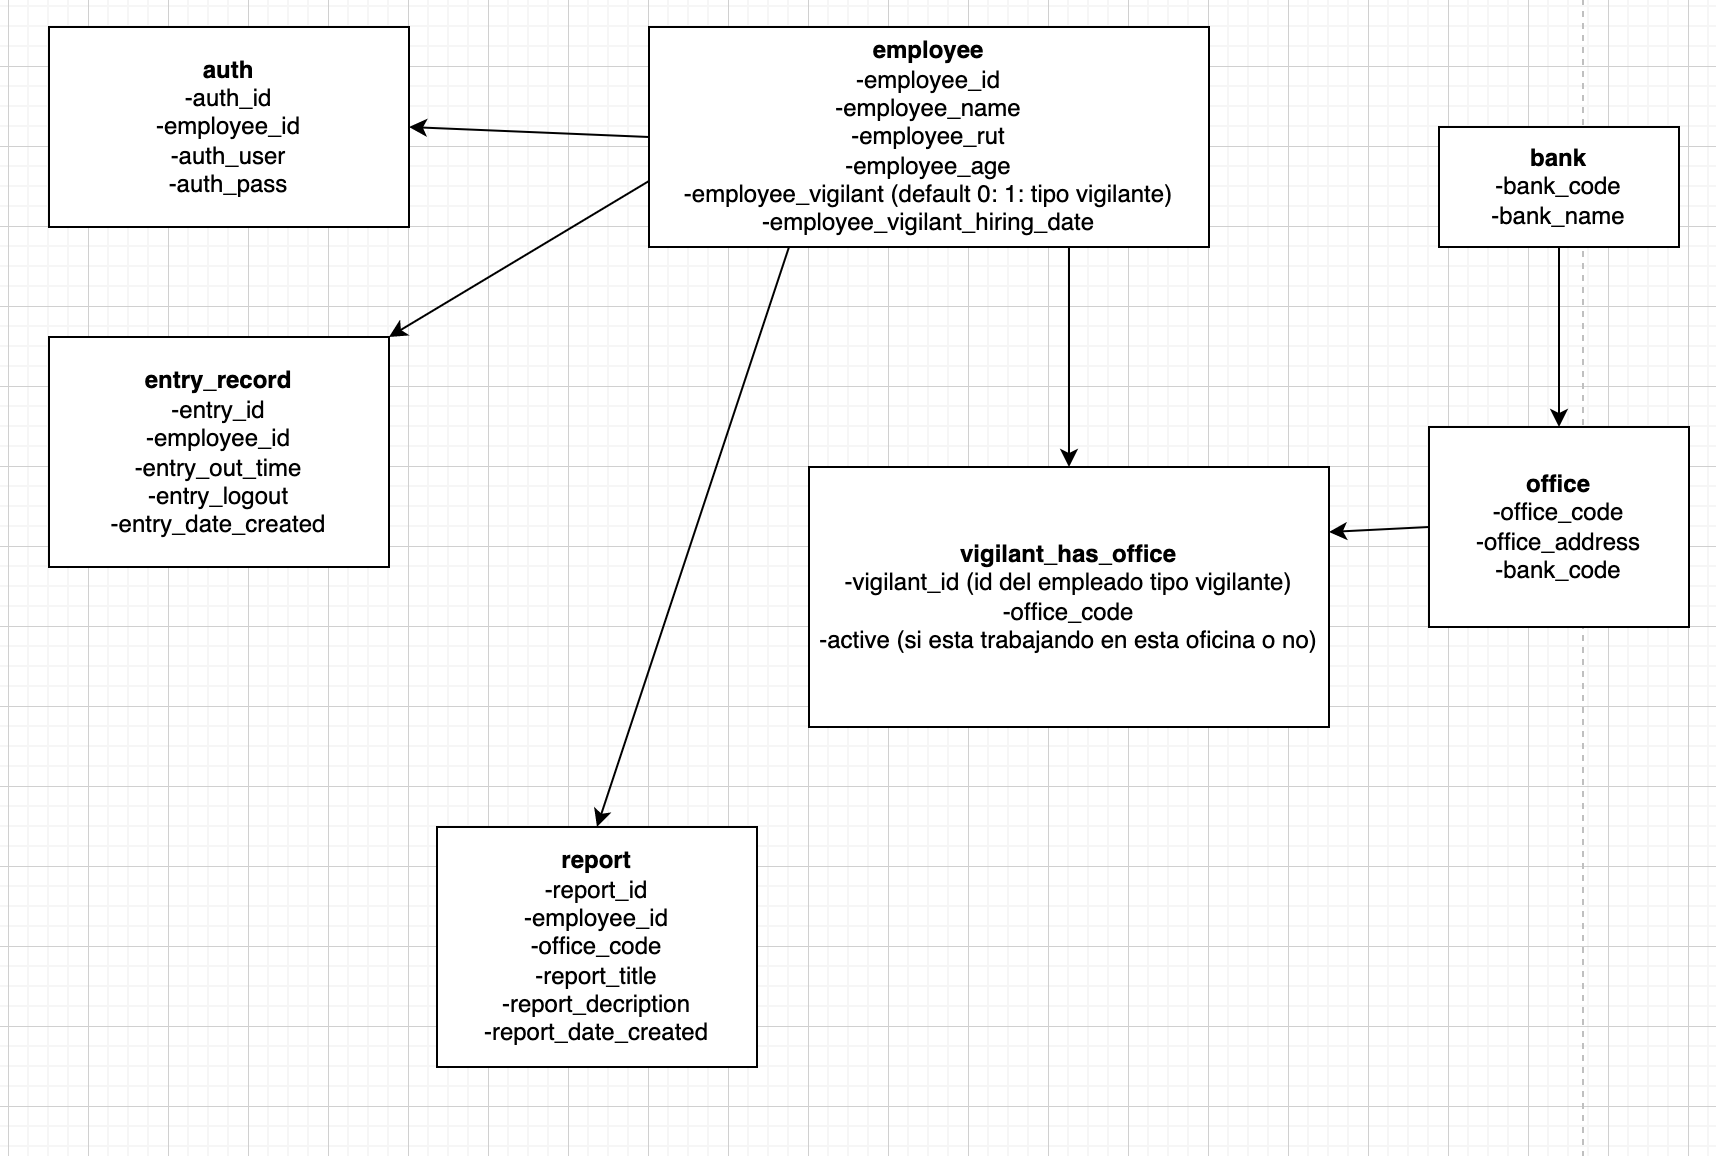 auth
-auth_id
-employee_id
-auth_user
-auth_pass
employee
-employee_id
-employee_name
-employee_rut
-employee_age
-employee_vigilant (default 0: 1: tipo vigilante)
-employee_vigilant_hiring_date
bank
-bank_code
-bank_name
entry_record
-entry_id
-employee_id
-entry_out_time
-entry_logout
-entry_date_created
vigilant_has_office
-vigilant_id (id del empleado tipo vigilante)
-office_code
-active (si esta trabajando en esta oficina o no)
office
-office_code
-office_address
-bank_code
report
-report_id
-employee_id
-office_code
-report_title
-report_decription
-report_date_created